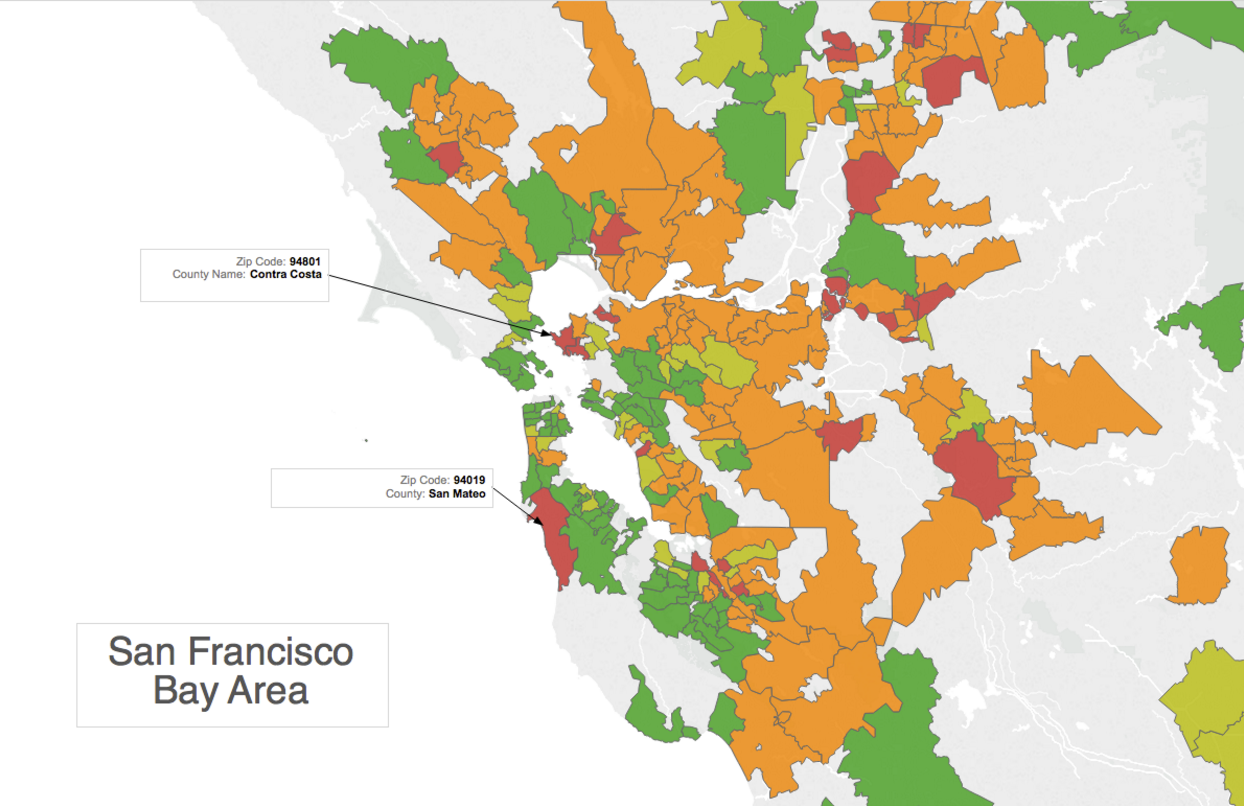 Zip Code: 94801
County Name: Contra Costa
Zip Code: 94019
County: San Mateo
San Francisco
Bay Area